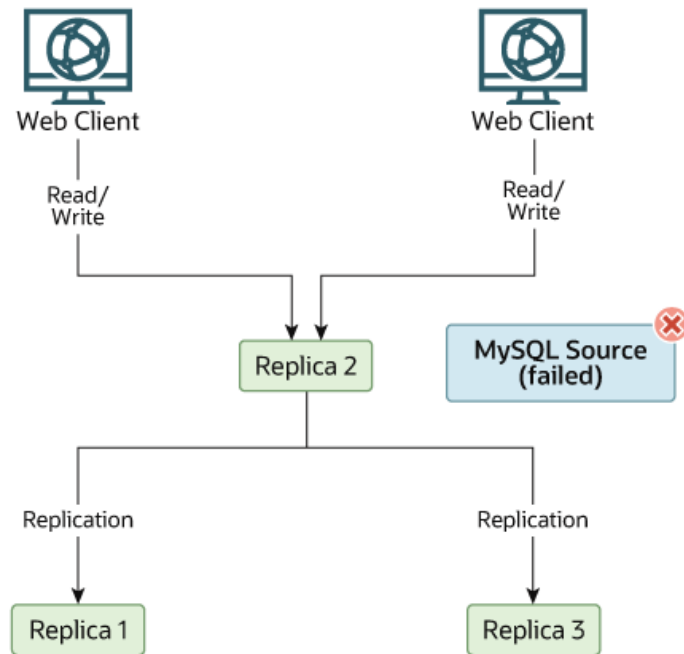 Web Client
Web Client
Read/
Write
Read/
Write
Replica 2
MySQL Source
(failed)
Replication
Replication
Replica 1
Replica 3